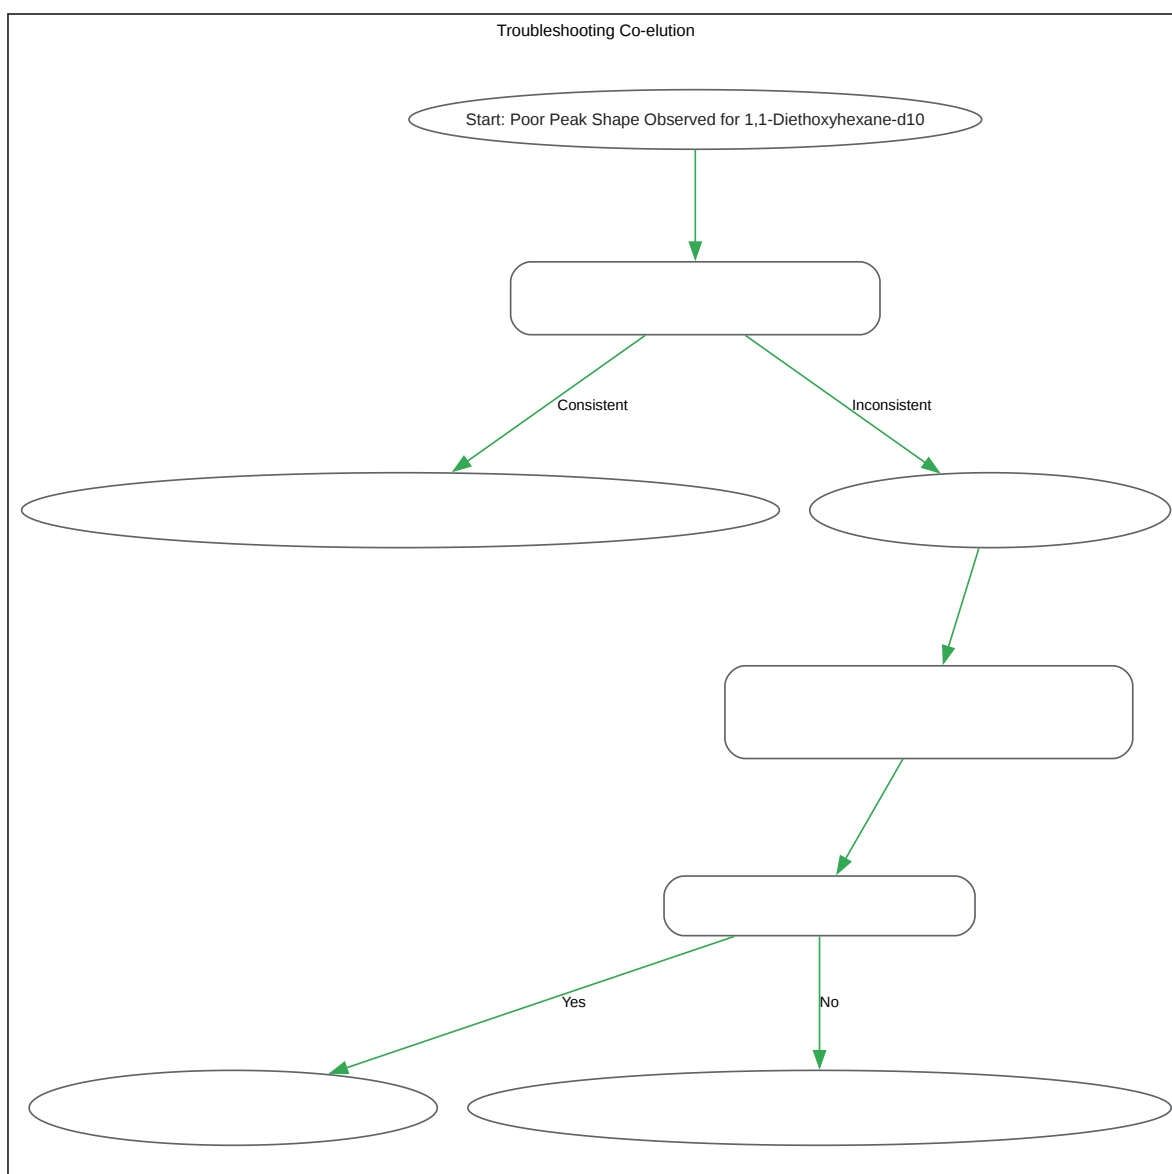 Troubleshooting Co-elution
Start: Poor Peak Shape Observed for 1,1-Diethoxyhexane-d10
Consistent
Inconsistent
Yes
No